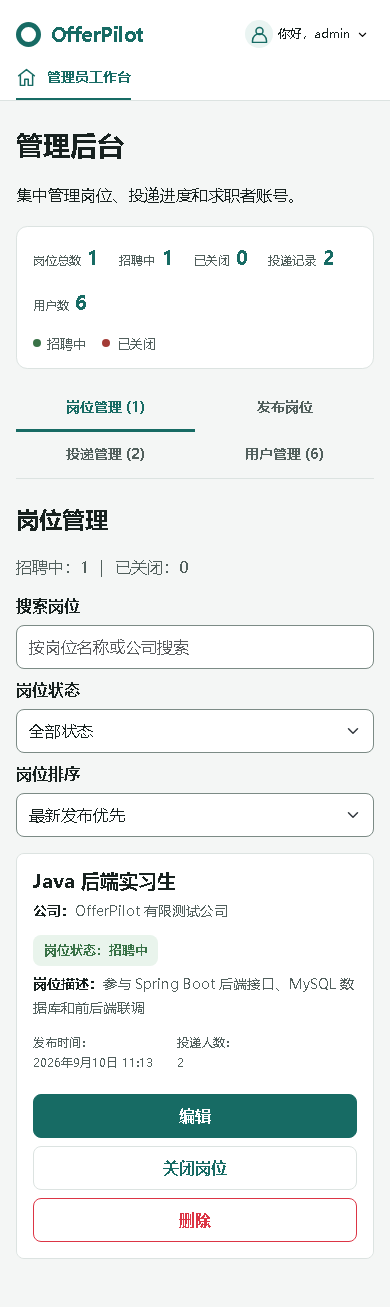 OfferPilot
你好，admin
管理员工作台
管理后台
集中管理岗位、投递进度和求职者账号。
岗位总数 1 招聘中 1 已关闭 0 投递记录 2
用户数 6
招聘中 已关闭
岗位管理 (1) 发布岗位
投递管理 (2) 用户管理 (6)
岗位管理
招聘中：1 ｜ 已关闭：0
搜索岗位
按岗位名称或公司搜索
岗位状态
全部状态
岗位排序
最新发布优先
Java 后端实习生
公司：OfferPilot 有限测试公司
岗位状态：招聘中
岗位描述：参与 Spring Boot 后端接口、MySQL 数
据库和前后端联调
发布时间： 投递人数：
2026年9月10日 11:13 2
编辑
关闭岗位
删除